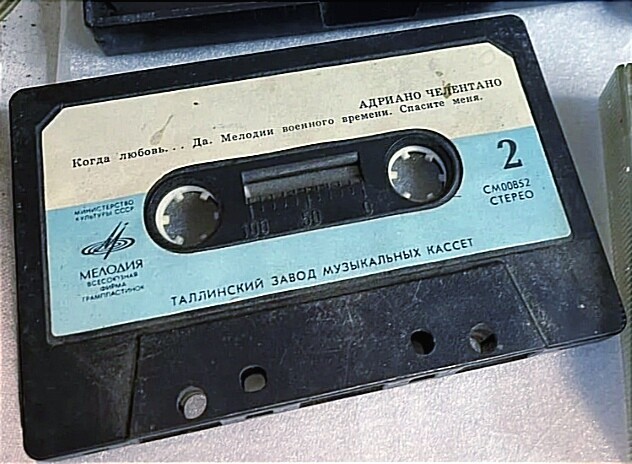 АДРИАНО ЧЕЛЕНТАНО
Когда любовь... Да. Мелодии военного времени. Спасите меня.
2
СМ00852
СТЕРЕО
МИНИСТЕРСТВО
КУЛЬТУРЫ СССР
МЕЛОДИЯ
ВСЕСОЮЗНАЯ
ФИРМА
ГРАМПЛАСТИНОК
100 50 0
ТАЛЛИНСКИЙ ЗАВОД МУЗЫКАЛЬНЫХ КАССЕТ